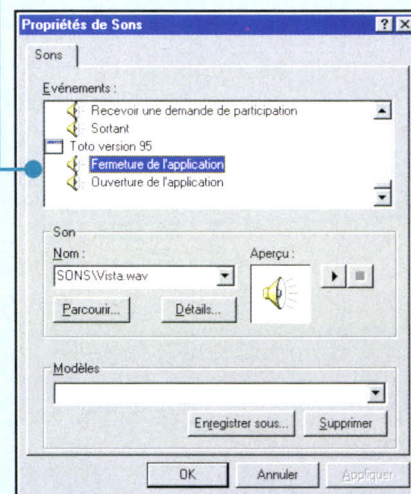 Propriétés de Sons
Sons
Evénements :
Recevoir une demande de participation
Sortant
Toto version 95
Fermeture de l'application
Ouverture de l'application
Son
Nom :
Aperçu :
SONS\Vista.wav
Parcourir...
Détails...
Modèles
Enregistrer sous...
Supprimer
OK
Annuler
Appliquer